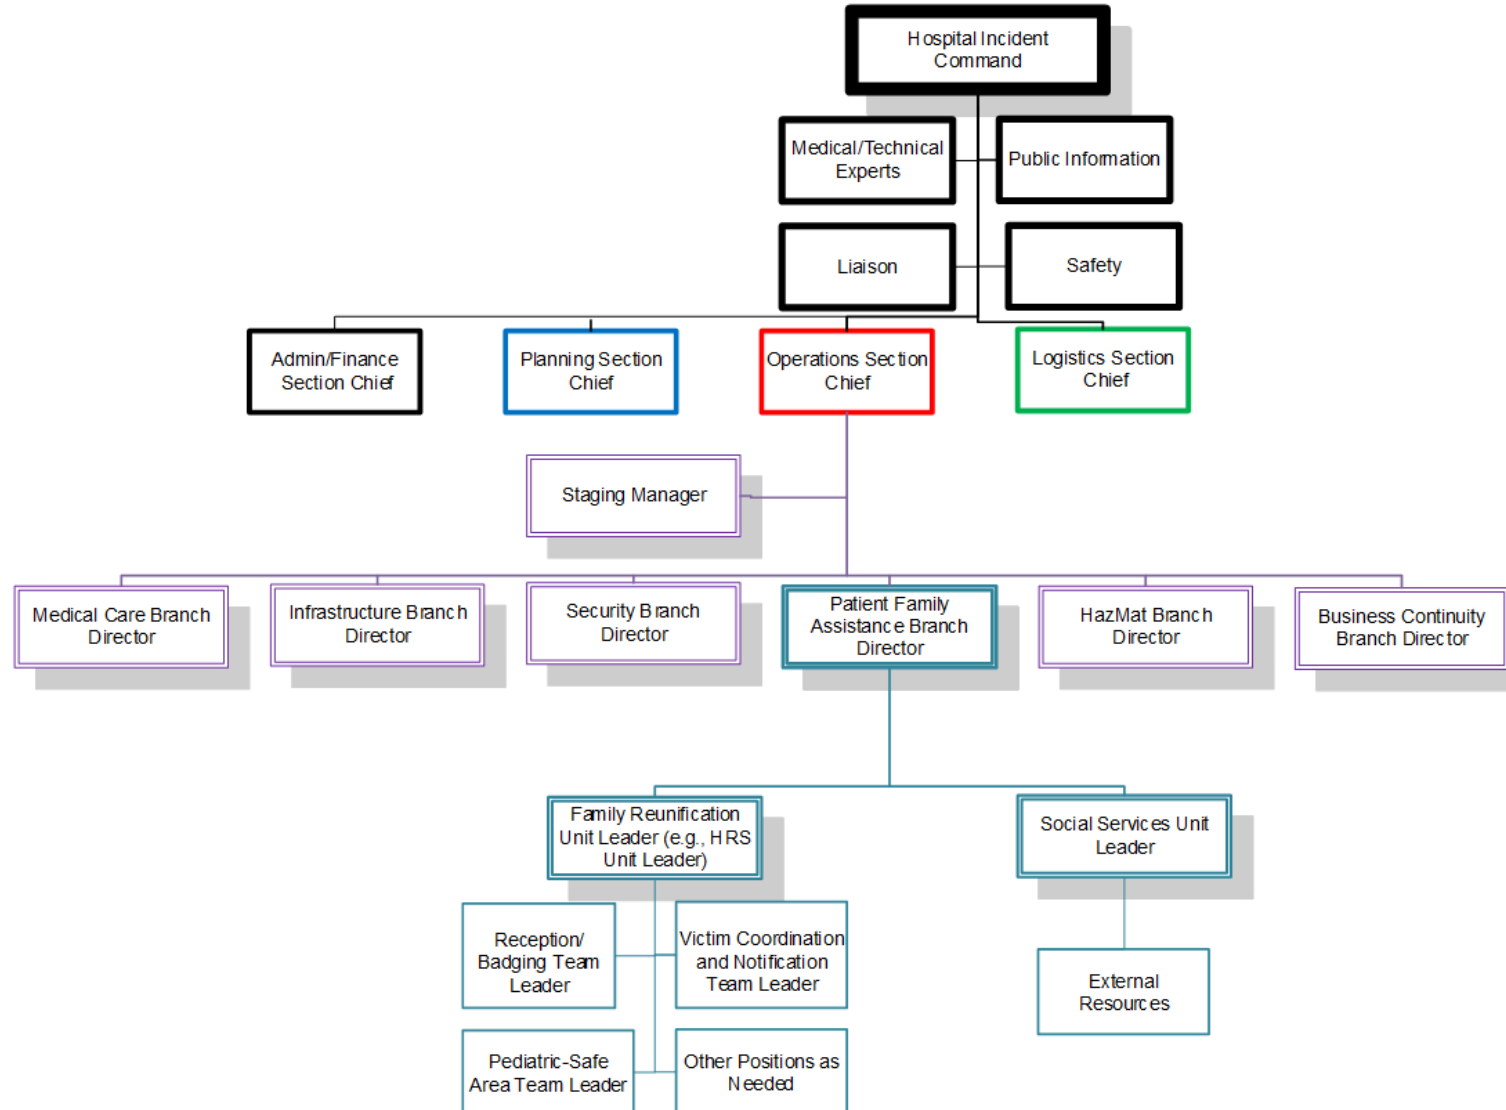 Hospital Incident
Command
Medical/Technical
Experts
Public Information
Liaison
Safety
Admin/Finance
Section Chief
Planning Section
Chief
Operations Section
Chief
Logistics Section
Chief
Staging Manager
Medical Care Branch
Director
Infrastructure Branch
Director
Security Branch
Director
Patient Family
Assistance Branch
Director
HazMat Branch
Director
Business Continuity
Branch Director
Family Reunification
Unit Leader (e.g., HRS
Unit Leader)
Social Services Unit
Leader
Reception/
Badging Team
Leader
Victim Coordination
and Notification
Team Leader
External
Resources
Pediatric-Safe
Area Team Leader
Other Positions as
Needed